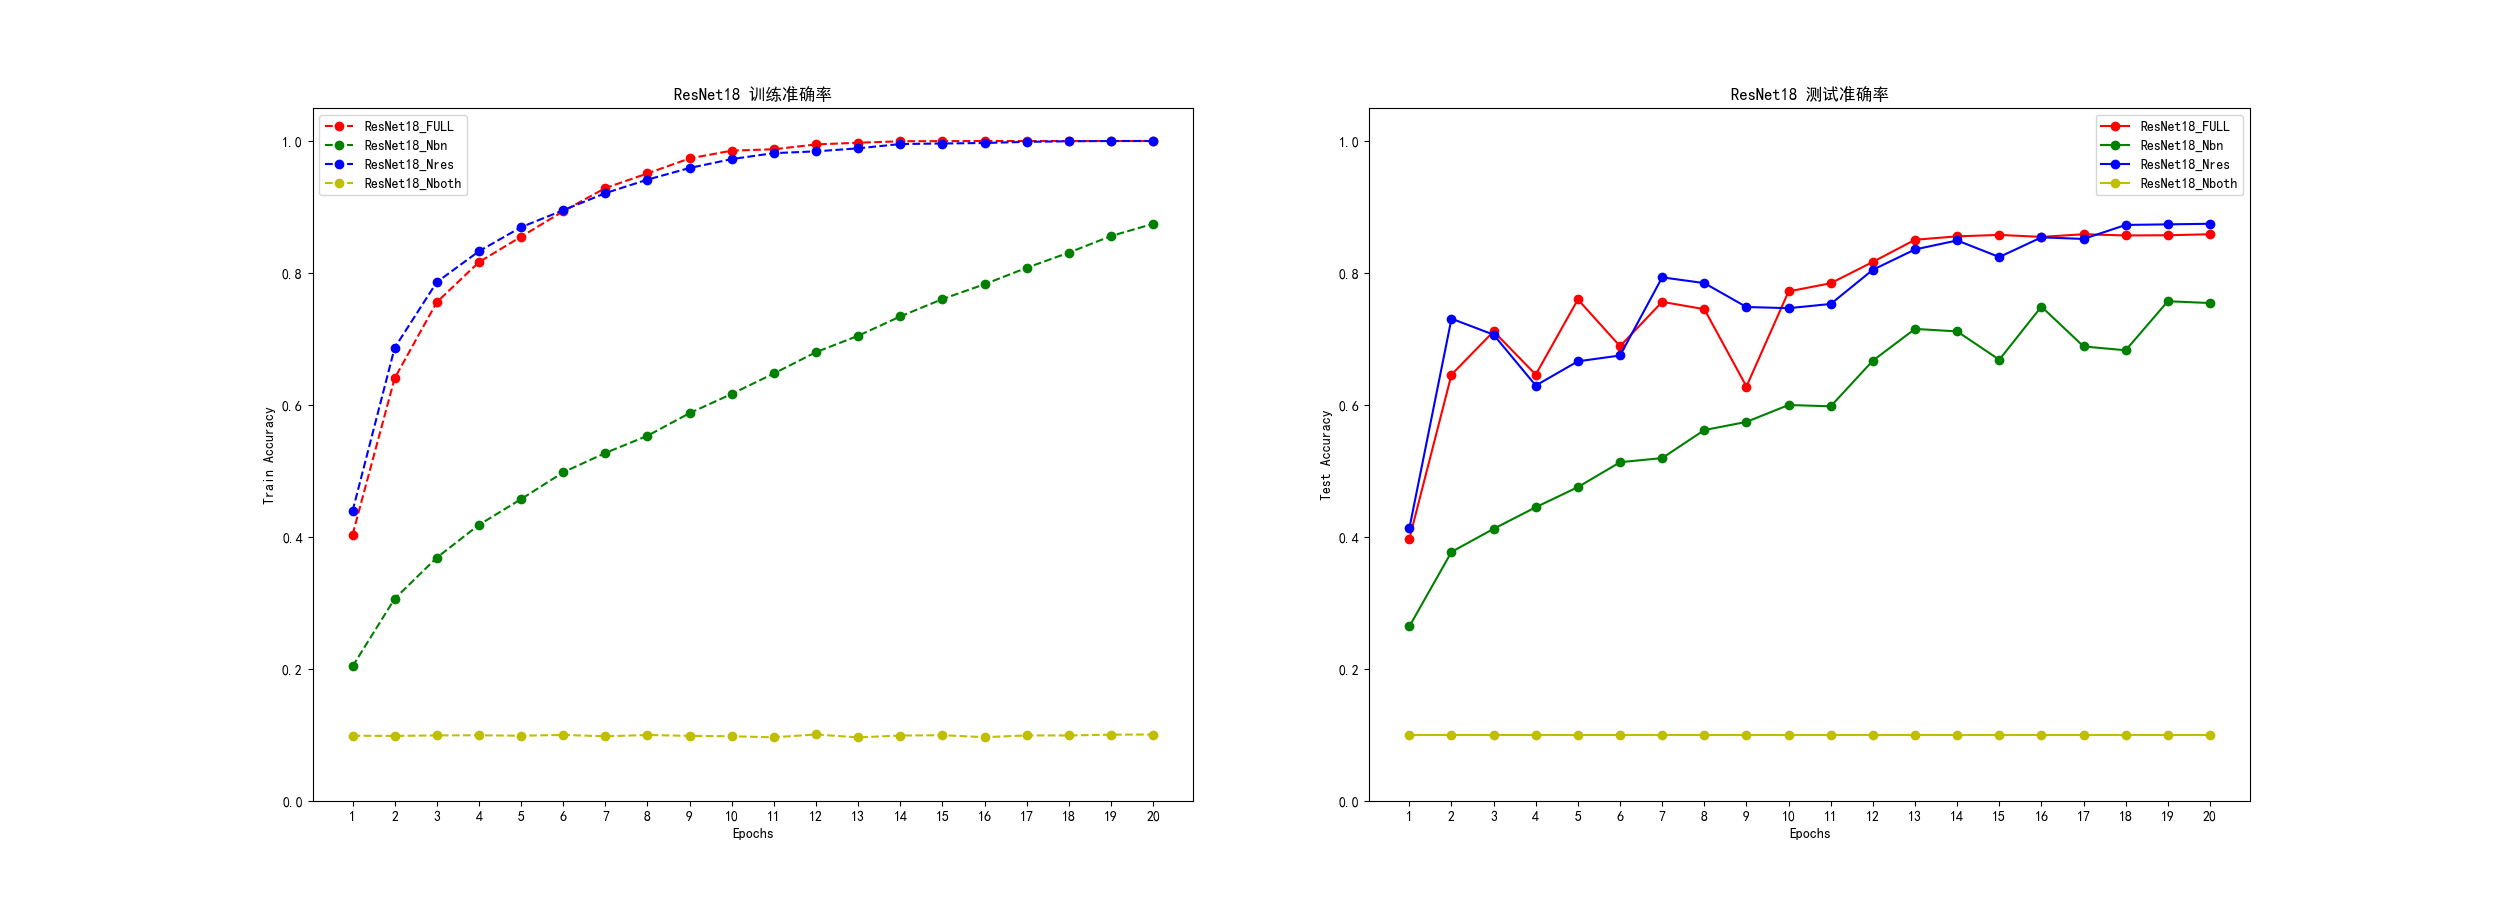 ResNet18 训练准确率
ResNet18_FULL
ResNet18_Nbn
ResNet18_Nres
ResNet18_Nboth
1.0
0.8
0.6
0.4
0.2
0.0
Train Accuracy
1 2 3 4 5 6 7 8 9 10 11 12 13 14 15 16 17 18 19 20
Epochs
ResNet18 测试准确率
ResNet18_FULL
ResNet18_Nbn
ResNet18_Nres
ResNet18_Nboth
1.0
0.8
0.6
0.4
0.2
0.0
Test Accuracy
1 2 3 4 5 6 7 8 9 10 11 12 13 14 15 16 17 18 19 20
Epochs